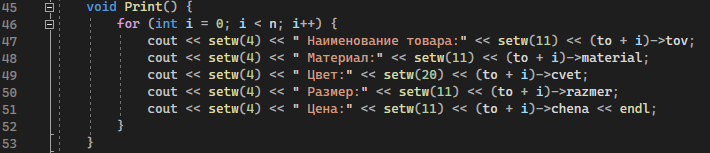 45 void Print() {
46 for (int i = 0; i < n; i++) {
47 cout << setw(4) << " Наименование товара:" << setw(11) << (to + i)->tov;
48 cout << setw(4) << " Материал:" << setw(11) << (to + i)->material;
49 cout << setw(4) << " Цвет:" << setw(20) << (to + i)->cvet;
50 cout << setw(4) << " Размер:" << setw(11) << (to + i)->razmer;
51 cout << setw(4) << " Цена:" << setw(11) << (to + i)->chena << endl;
52 }
53 }